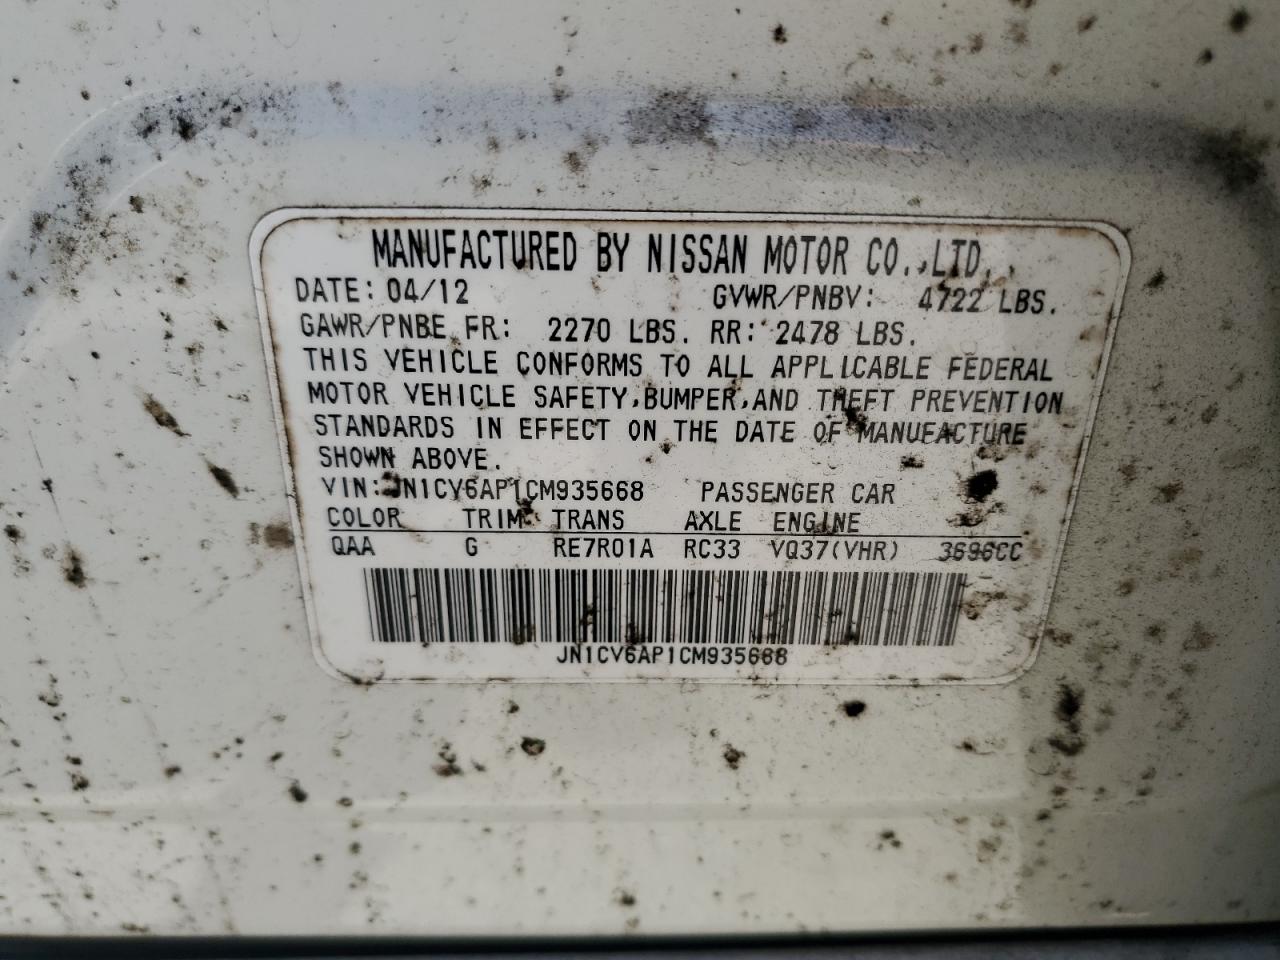 MANUFACTURED BY NISSAN MOTOR CO.,LTD.
DATE: 04/12 GVWR/PNBV: 4722 LBS.
GAWR/PNBE FR: 2270 LBS. RR: 2478 LBS.
THIS VEHICLE CONFORMS TO ALL APPLICABLE FEDERAL
MOTOR VEHICLE SAFETY,BUMPER,AND THEFT PREVENTION
STANDARDS IN EFFECT ON THE DATE OF MANUFACTURE
SHOWN ABOVE.
VIN: JN1CV6AP1CM935668 PASSENGER CAR
COLOR TRIM TRANS AXLE ENGINE
QAA G RE7R01A RC33 VQ37(VHR) 3696CC
JN1CV6AP1CM935668